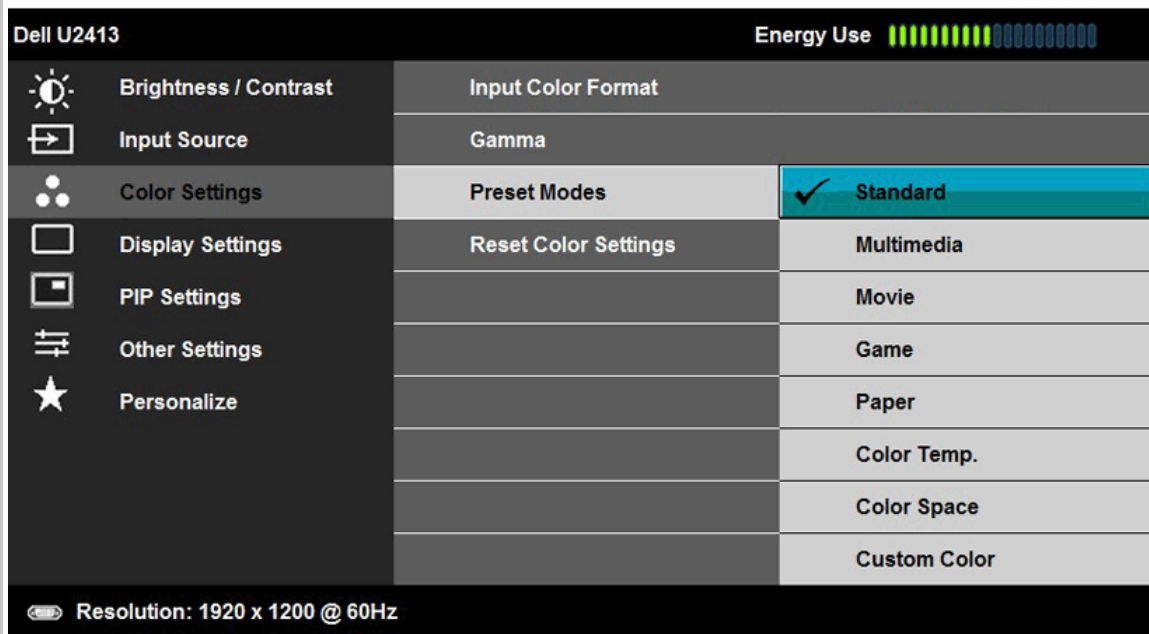 Dell U2413
Energy Use
Brightness / Contrast
Input Color Format
Input Source
Gamma
Color Settings
Preset Modes
Standard
Display Settings
Reset Color Settings
Multimedia
PIP Settings
Movie
Other Settings
Game
Personalize
Paper
Color Temp.
Color Space
Custom Color
Resolution: 1920 x 1200 @ 60Hz